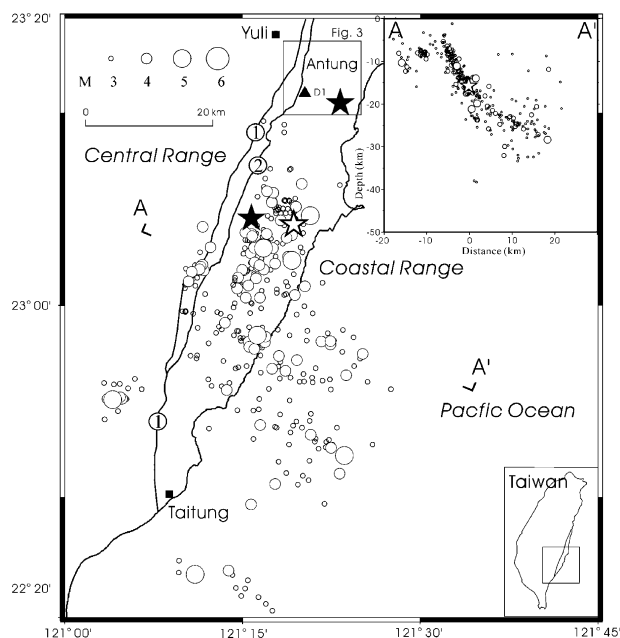 23° 20'
Yuli
Fig. 3
Antung
D1
M 3 4 5 6
0 20 km
1
2
Central Range
A
A A'
0
-10
-20
-30
-40
-50
Depth (km)
-20 -10 0 10 20
Distance (km)
Coastal Range
23° 00'
A'
Pacfic Ocean
1
Taitung
Taiwan
22° 20'
121° 00' 121° 15' 121° 30' 121° 45'